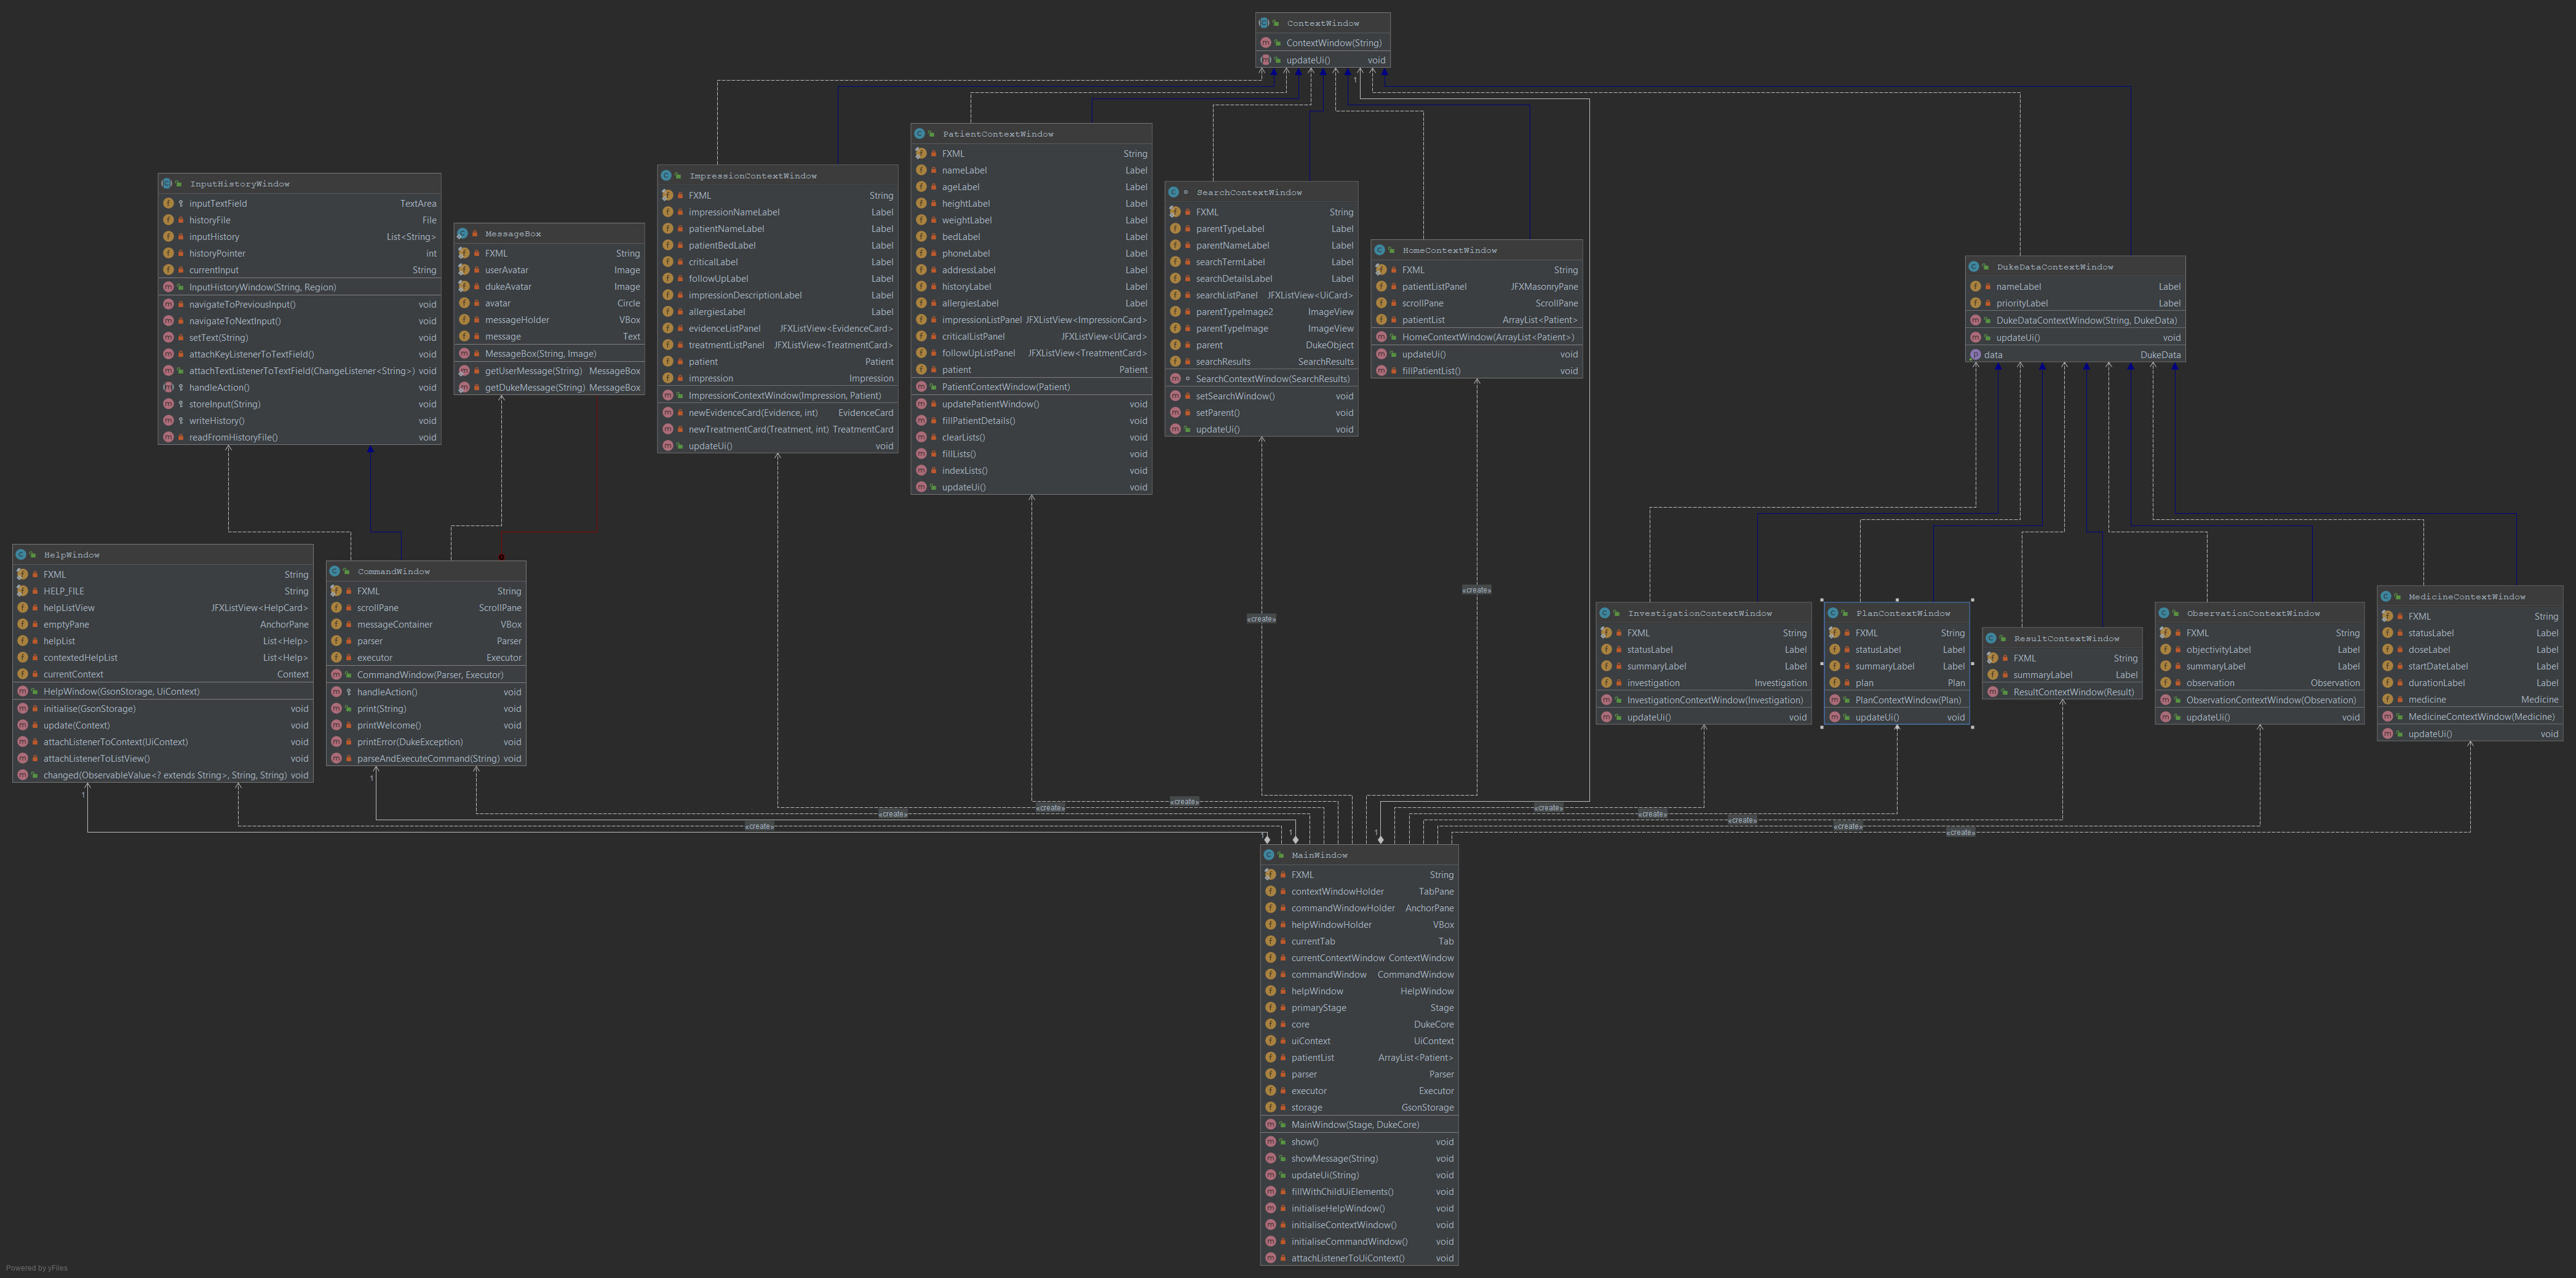 ContextWindow
ContextWindow(String)
updateUi() void
1
InputHistoryWindow
inputTextField TextArea
historyFile File
inputHistory List<String>
historyPointer int
currentInput String
InputHistoryWindow(String, Region)
navigateToPreviousInput() void
navigateToNextInput() void
setText(String) void
attachKeyListenerToTextField() void
attachTextListenerToTextField(ChangeListener<String>) void
handleAction() void
storeInput(String) void
writeHistory() void
readFromHistoryFile() void
MessageBox
FXML String
userAvatar Image
dukeAvatar Image
avatar Circle
messageHolder VBox
message Text
MessageBox(String, Image)
getUserMessage(String) MessageBox
getDukeMessage(String) MessageBox
ImpressionContextWindow
FXML String
impressionNameLabel Label
patientNameLabel Label
patientBedLabel Label
criticalLabel Label
followUpLabel Label
impressionDescriptionLabel Label
allergiesLabel Label
evidenceListPanel JFXListView<EvidenceCard>
treatmentListPanel JFXListView<TreatmentCard>
patient Patient
impression Impression
ImpressionContextWindow(Impression, Patient)
newEvidenceCard(Evidence, int) EvidenceCard
newTreatmentCard(Treatment, int) TreatmentCard
updateUi() void
PatientContextWindow
FXML String
nameLabel Label
ageLabel Label
heightLabel Label
weightLabel Label
bedLabel Label
phoneLabel Label
addressLabel Label
historyLabel Label
allergiesLabel Label
impressionListPanel JFXListView<ImpressionCard>
criticalListPanel JFXListView<UiCard>
followUpListPanel JFXListView<TreatmentCard>
patient Patient
PatientContextWindow(Patient)
updatePatientWindow() void
fillPatientDetails() void
clearLists() void
fillLists() void
indexLists() void
updateUi() void
SearchContextWindow
FXML String
parentTypeLabel Label
parentNameLabel Label
searchTermLabel Label
searchDetailsLabel Label
searchListPanel JFXListView<UiCard>
parentTypeImage2 ImageView
parentTypeImage ImageView
parent DukeObject
searchResults SearchResults
SearchContextWindow(SearchResults)
setSearchWindow() void
setParent() void
updateUi() void
HomeContextWindow
FXML String
patientListPanel JFXMasonryPane
scrollPane ScrollPane
patientList ArrayList<Patient>
HomeContextWindow(ArrayList<Patient>)
updateUi() void
fillPatientList() void
DukeDataContextWindow
nameLabel Label
priorityLabel Label
DukeDataContextWindow(String, DukeData)
updateUi() void
data DukeData
HelpWindow
FXML String
HELP_FILE String
helpListView JFXListView<HelpCard>
emptyPane AnchorPane
helpList List<Help>
contextedHelpList List<Help>
currentContext Context
HelpWindow(GsonStorage, UiContext)
initialise(GsonStorage) void
update(Context) void
attachListenerToContext(UiContext) void
attachListenerToListView() void
changed(ObservableValue<? extends String>, String, String) void
CommandWindow
FXML String
scrollPane ScrollPane
messageContainer VBox
parser Parser
executor Executor
CommandWindow(Parser, Executor)
handleAction() void
print(String) void
printWelcome() void
printError(DukeException) void
parseAndExecuteCommand(String) void
InvestigationContextWindow
FXML String
statusLabel Label
summaryLabel Label
investigation Investigation
InvestigationContextWindow(Investigation)
updateUi() void
PlanContextWindow
FXML String
statusLabel Label
summaryLabel Label
plan Plan
PlanContextWindow(Plan)
updateUi() void
ResultContextWindow
FXML String
summaryLabel Label
ResultContextWindow(Result)
ObservationContextWindow
FXML String
objectivityLabel Label
summaryLabel Label
observation Observation
ObservationContextWindow(Observation)
updateUi() void
MedicineContextWindow
FXML String
statusLabel Label
doseLabel Label
startDateLabel Label
durationLabel Label
medicine Medicine
MedicineContextWindow(Medicine)
updateUi() void
«create»
«create»
1
1
«create»
«create»
«create»
«create»
«create»
«create»
«create»
«create»
«create»
1
1
1
MainWindow
FXML String
contextWindowHolder TabPane
commandWindowHolder AnchorPane
helpWindowHolder VBox
currentTab Tab
currentContextWindow ContextWindow
commandWindow CommandWindow
helpWindow HelpWindow
primaryStage Stage
core DukeCore
uiContext UiContext
patientList ArrayList<Patient>
parser Parser
executor Executor
storage GsonStorage
MainWindow(Stage, DukeCore)
show() void
showMessage(String) void
updateUi(String) void
fillWithChildUiElements() void
initialiseHelpWindow() void
initialiseContextWindow() void
initialiseCommandWindow() void
attachListenerToUiContext() void
Powered by yFiles